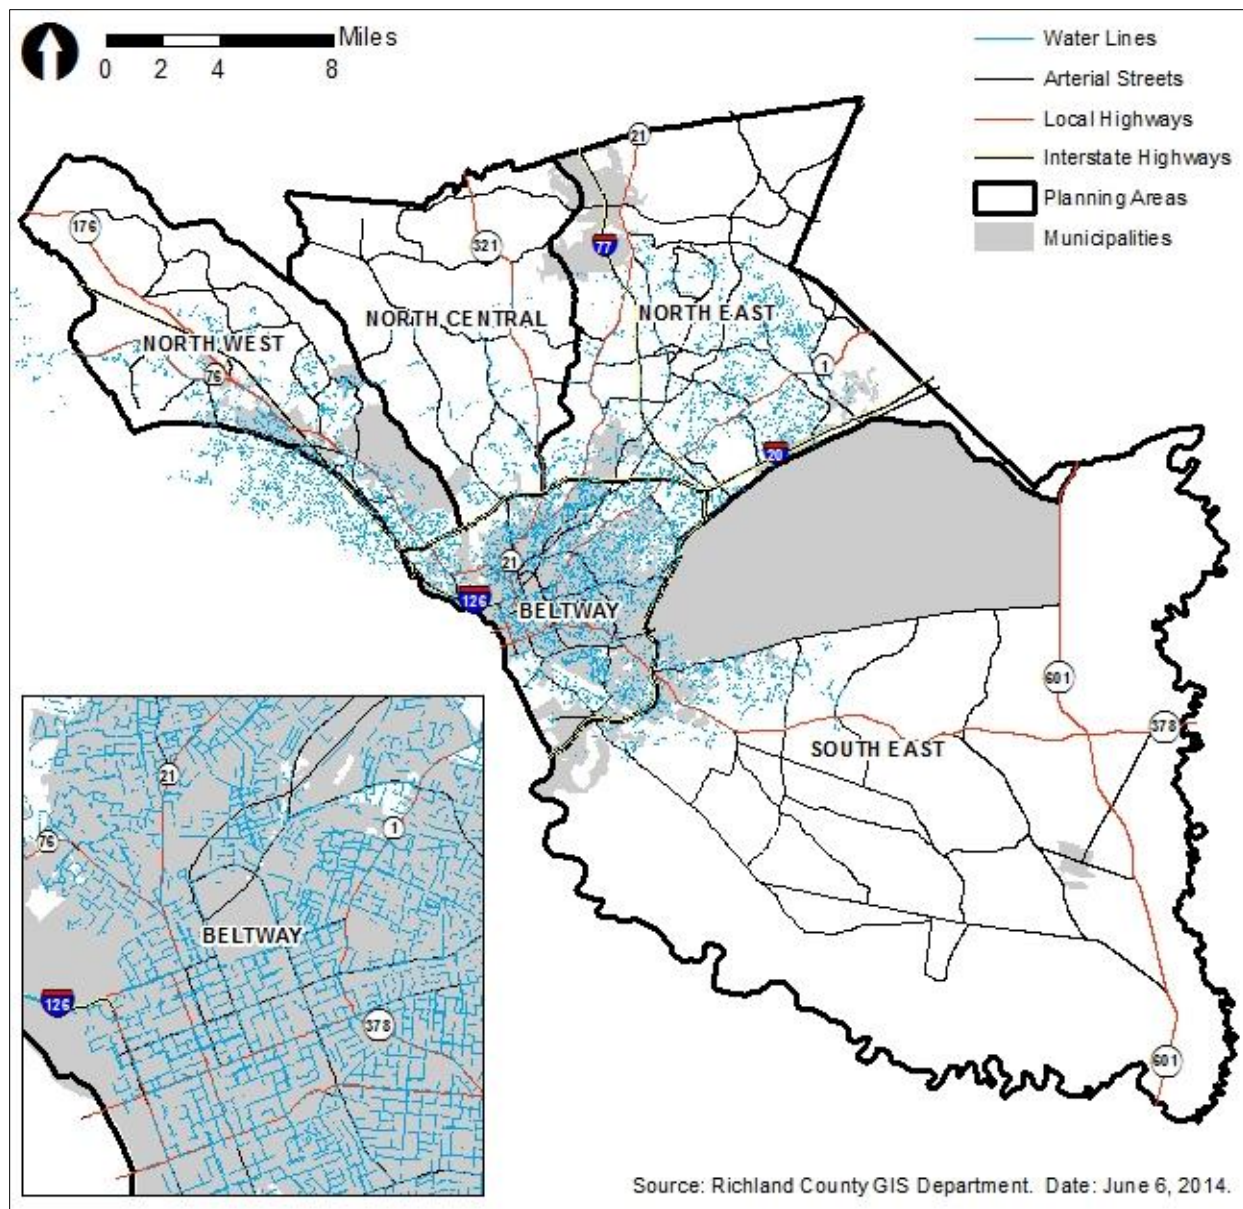 Miles
0 2 4 8
Water Lines
Arterial Streets
Local Highways
Interstate Highways
Planning Areas
Municipalities
21
176
321
77
NORTH CENTRAL
NORTH EAST
NORTH WEST
76
1
20
21
126
BELTWAY
601
378
SOUTH EAST
21
1
76
BELTWAY
126
378
601
Source: Richland County GIS Department. Date: June 6, 2014.